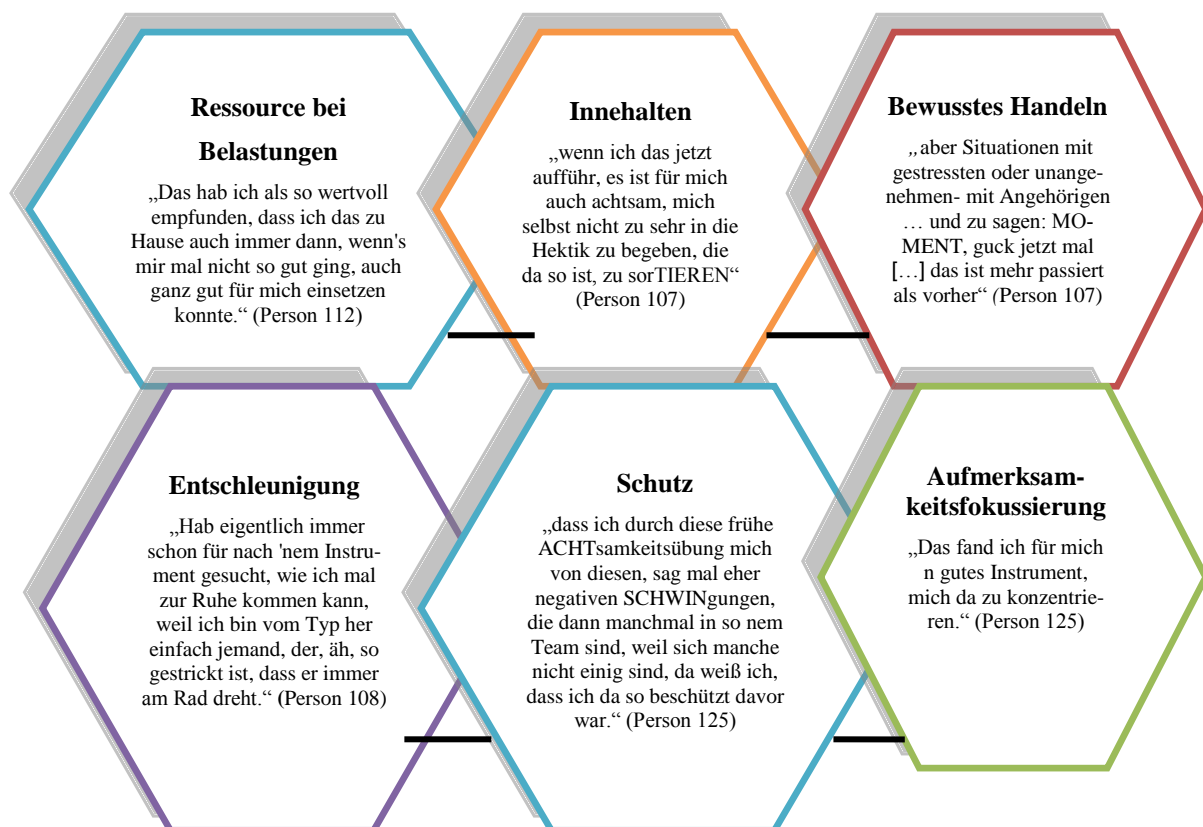 Ressource bei
Belastungen
„Das hab ich als so wertvoll
empfunden, dass ich das zu
Hause auch immer dann, wenn's
mir mal nicht so gut ging, auch
ganz gut für mich einsetzen
konnte.“ (Person 112)
Innehalten
„wenn ich das jetzt
aufführ, es ist für mich
auch achtsam, mich
selbst nicht zu sehr in die
Hektik zu begeben, die
da so ist, zu sorTIEREN“
(Person 107)
Bewusstes Handeln
„aber Situationen mit
gestressten oder unange-
nehmen- mit Angehörigen
… und zu sagen: MO-
MENT, guck jetzt mal
[…] das ist mehr passiert
als vorher“ (Person 107)
Entschleunigung
„Hab eigentlich immer
schon für nach 'nem Instru-
ment gesucht, wie ich mal
zur Ruhe kommen kann,
weil ich bin vom Typ her
einfach jemand, der, äh, so
gestrickt ist, dass er immer
am Rad dreht.“ (Person 108)
Schutz
„dass ich durch diese frühe
ACHTsamkeitsübung mich
von diesen, sag mal eher
negativen SCHWINgungen,
die dann manchmal in so nem
Team sind, weil sich manche
nicht einig sind, da weiß ich,
dass ich da so beschützt davor
war.“ (Person 125)
Aufmerksam-
keitsfokussierung
„Das fand ich für mich
n gutes Instrument,
mich da zu konzentrie-
ren.“ (Person 125)